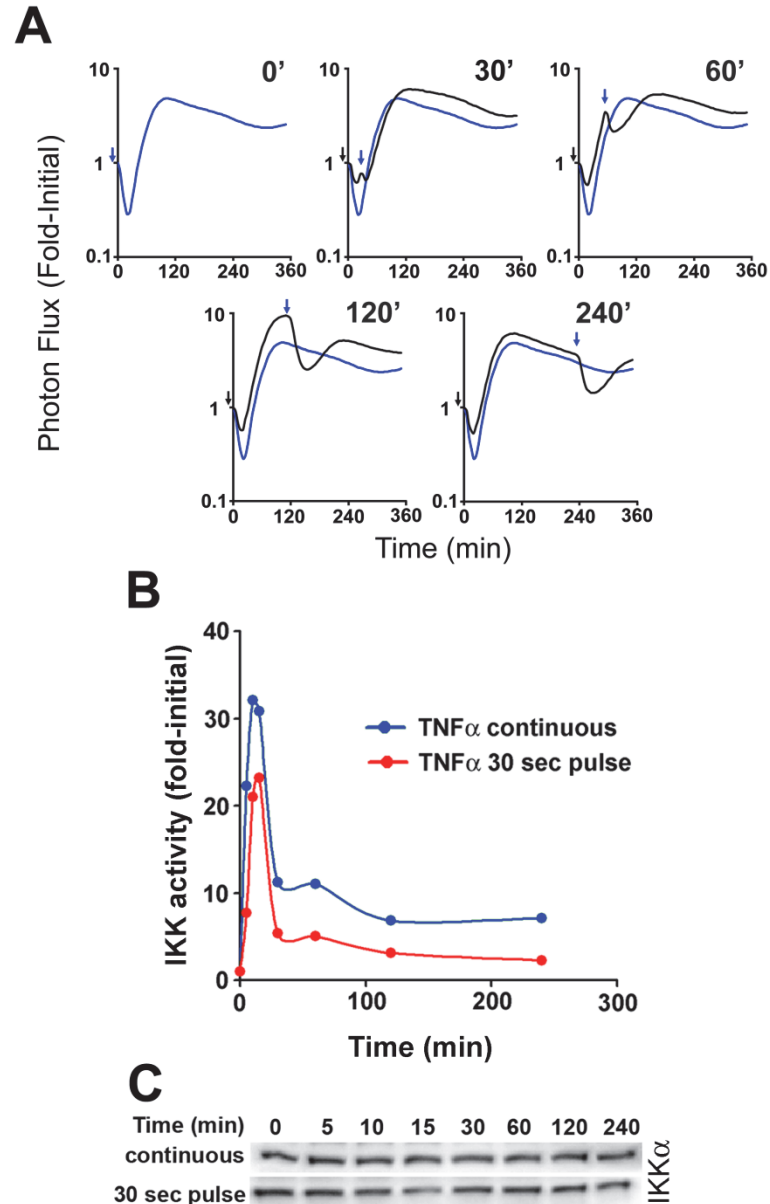 A
Photon Flux (Fold-Initial)
0'
10
1
0.1
0 120 240 360
30'
10
1
0.1
0 120 240 360
60'
10
1
0.1
0 120 240 360
120'
10
1
0.1
0 120 240 360
240'
10
1
0.1
0 120 240 360
Time (min)
B
IKK activity (fold-initial)
40
30
20
10
0
TNFα continuous
TNFα 30 sec pulse
0 100 200 300
Time (min)
C
Time (min) 0 5 10 15 30 60 120 240
continuous
30 sec pulse
IKKα